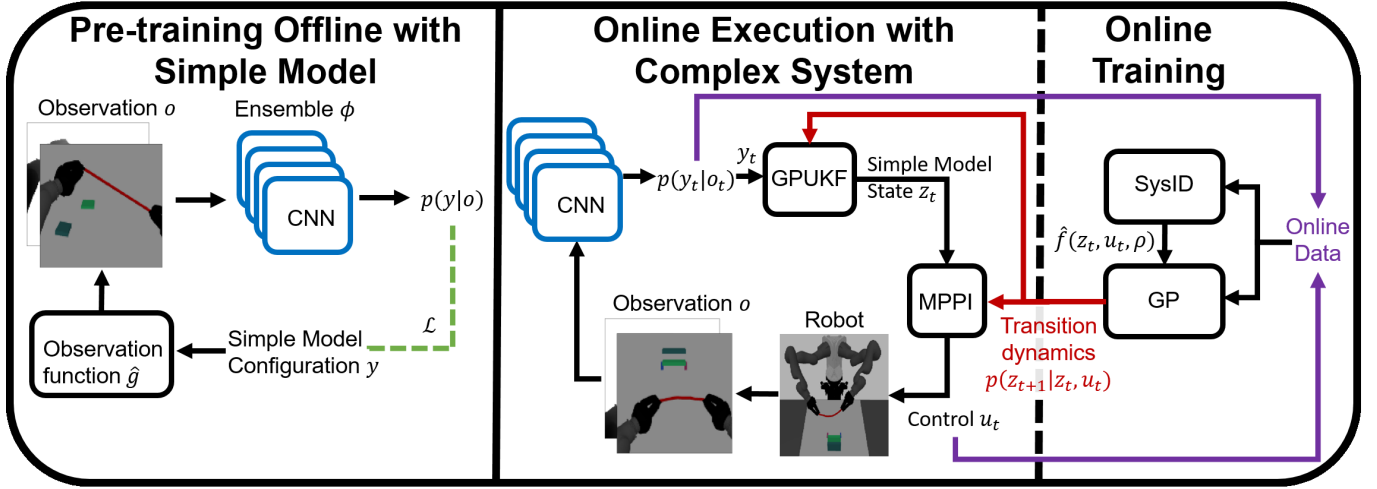 Pre-training Offline with
Simple Model
Observation o
Ensemble ϕ
CNN
p(y|o)
ℒ
Observation
function ĝ
Simple Model
Configuration y
Online Execution with
Complex System
CNN
p(y_t|o_t)
y_t
GPUKF
Simple Model
State z_t
MPPI
Observation o
Robot
Control u_t
Transition
dynamics
p(z_{t+1}|z_t, u_t)
Online
Training
SysID
f̂(z_t, u_t, ρ)
GP
Online
Data